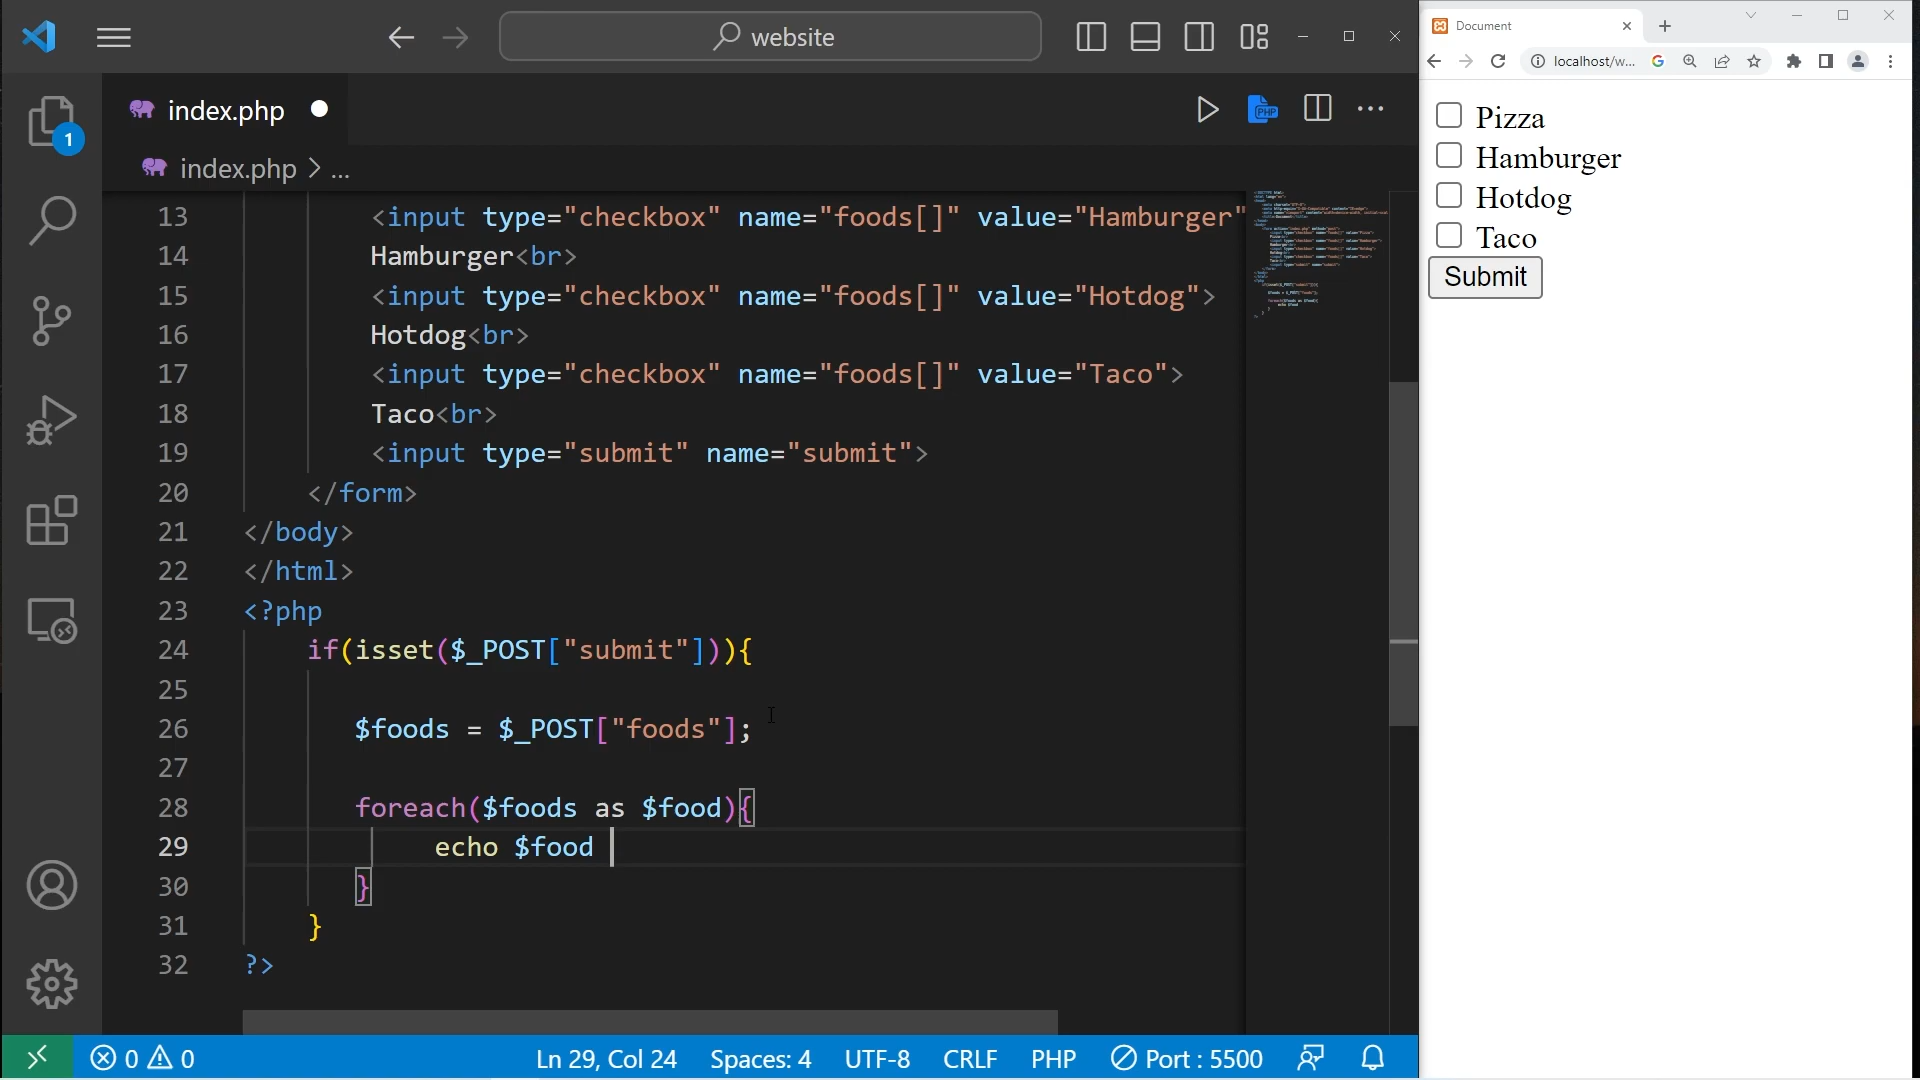 website
index.php
1
index.php > ...
13 <input type="checkbox" name="foods[]" value="Hamburger"
14 Hamburger<br>
15 <input type="checkbox" name="foods[]" value="Hotdog">
16 Hotdog<br>
17 <input type="checkbox" name="foods[]" value="Taco">
18 Taco<br>
19 <input type="submit" name="submit">
20 </form>
21 </body>
22 </html>
23 <?php
24 if(isset($_POST["submit"])){
25
26 $foods = $_POST["foods"];
27
28 foreach($foods as $food){
29 echo $food
30 }
31 }
32 ?>
0 0 Ln 29, Col 24 Spaces: 4 UTF-8 CRLF PHP Port : 5500
Document
localhost/w...
Pizza
Hamburger
Hotdog
Taco
Submit